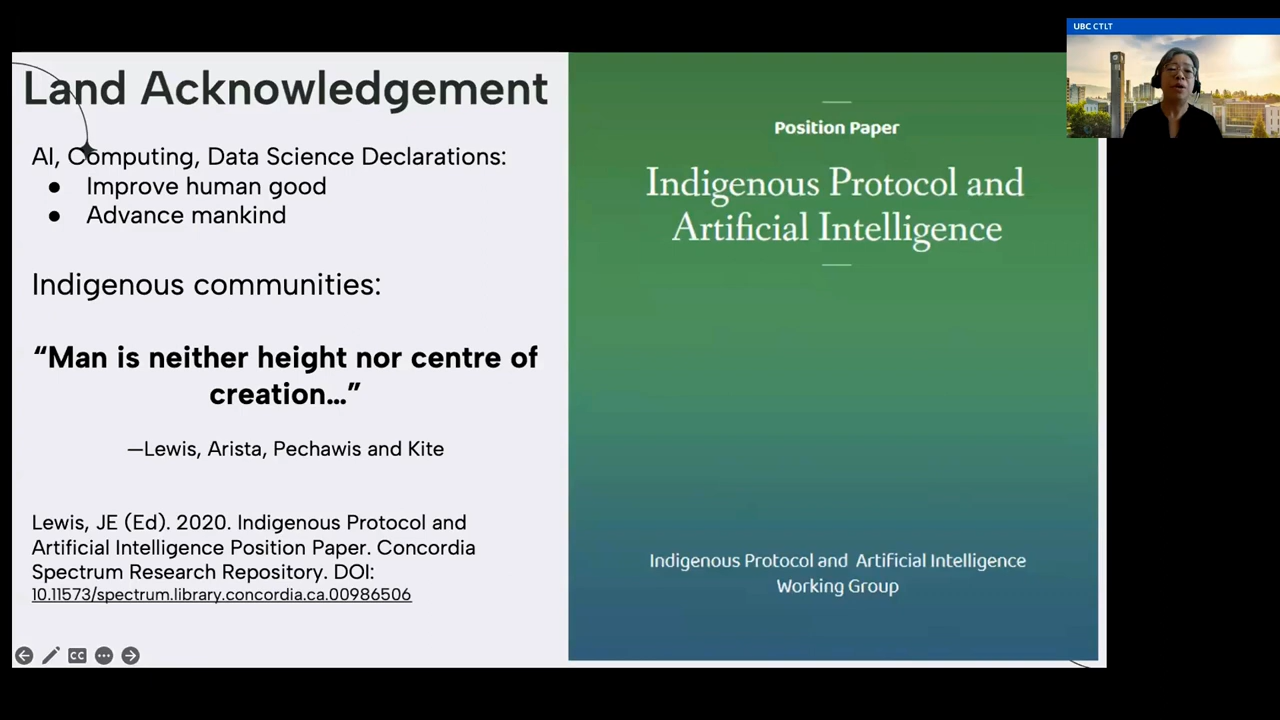 Land Acknowledgement
AI, Computing, Data Science Declarations:
● Improve human good
● Advance mankind
Indigenous communities:
“Man is neither height nor centre of
creation…”
—Lewis, Arista, Pechawis and Kite
Lewis, JE (Ed). 2020. Indigenous Protocol and
Artificial Intelligence Position Paper. Concordia
Spectrum Research Repository. DOI:
10.11573/spectrum.library.concordia.ca.00986506
CC
Position Paper
Indigenous Protocol and
Artificial Intelligence
Indigenous Protocol and Artificial Intelligence
Working Group
UBC CTLT